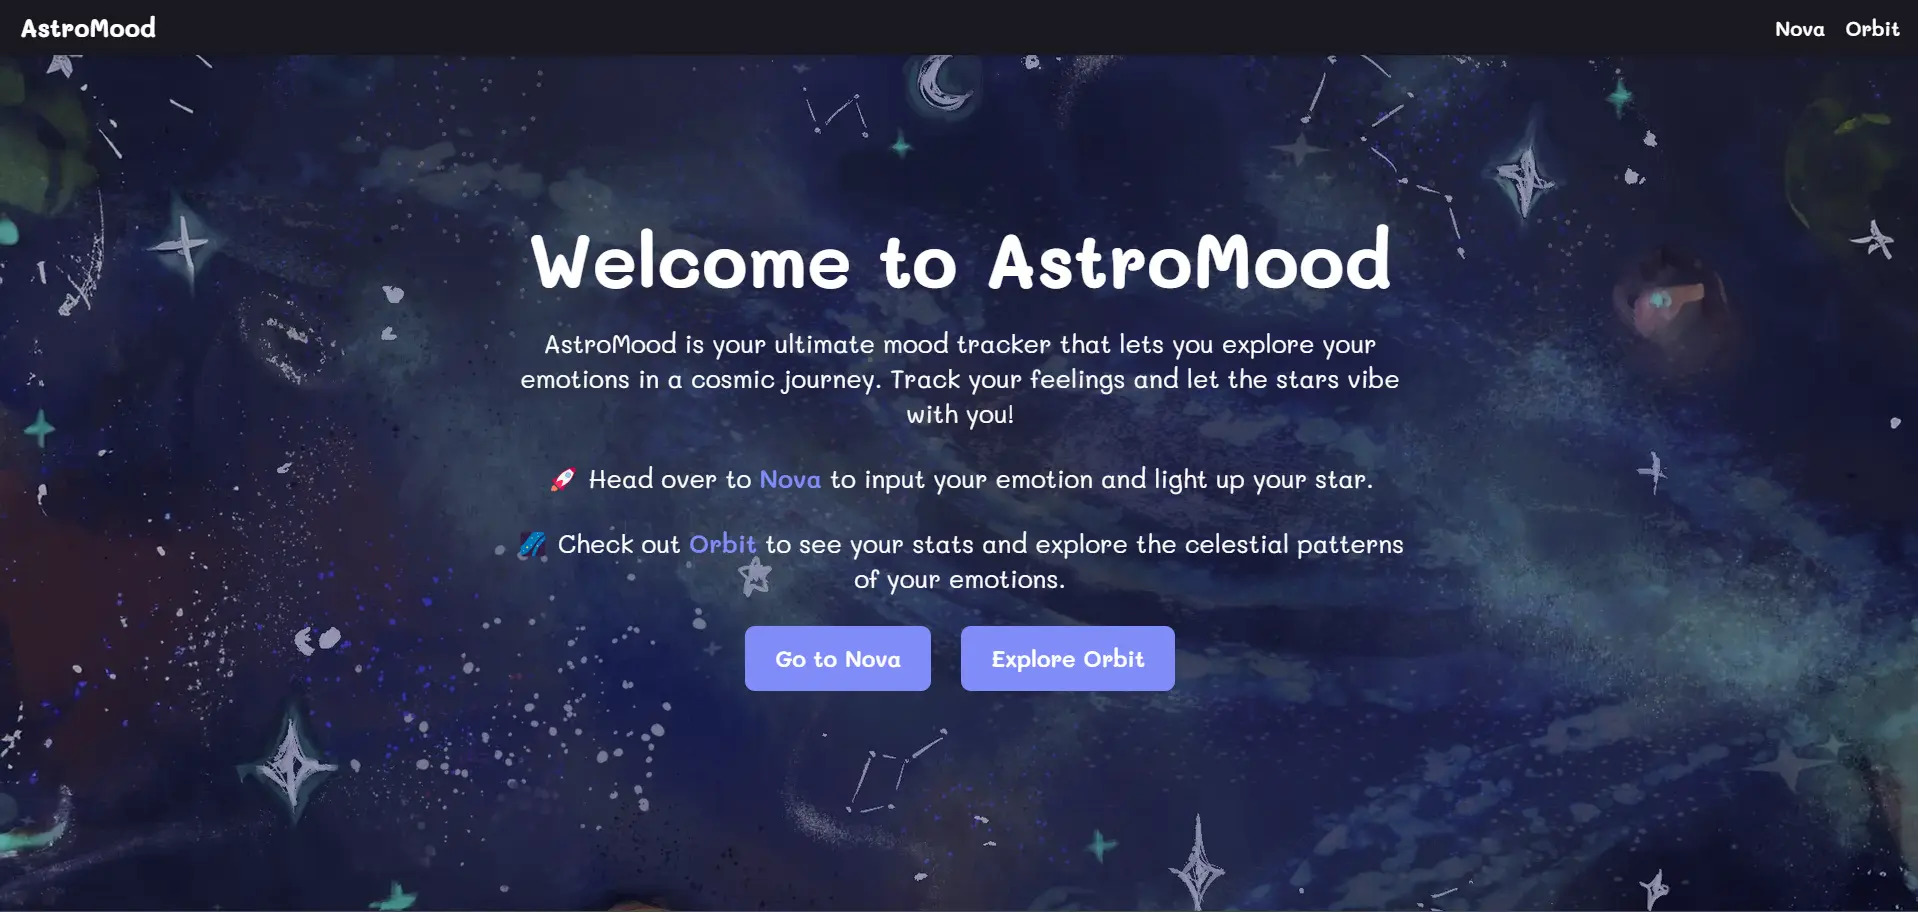 AstroMood
Nova Orbit
Welcome to AstroMood
AstroMood is your ultimate mood tracker that lets you explore your
emotions in a cosmic journey. Track your feelings and let the stars vibe
with you!
🚀 Head over to Nova to input your emotion and light up your star.
🌌 Check out Orbit to see your stats and explore the celestial patterns
of your emotions.
Go to Nova
Explore Orbit